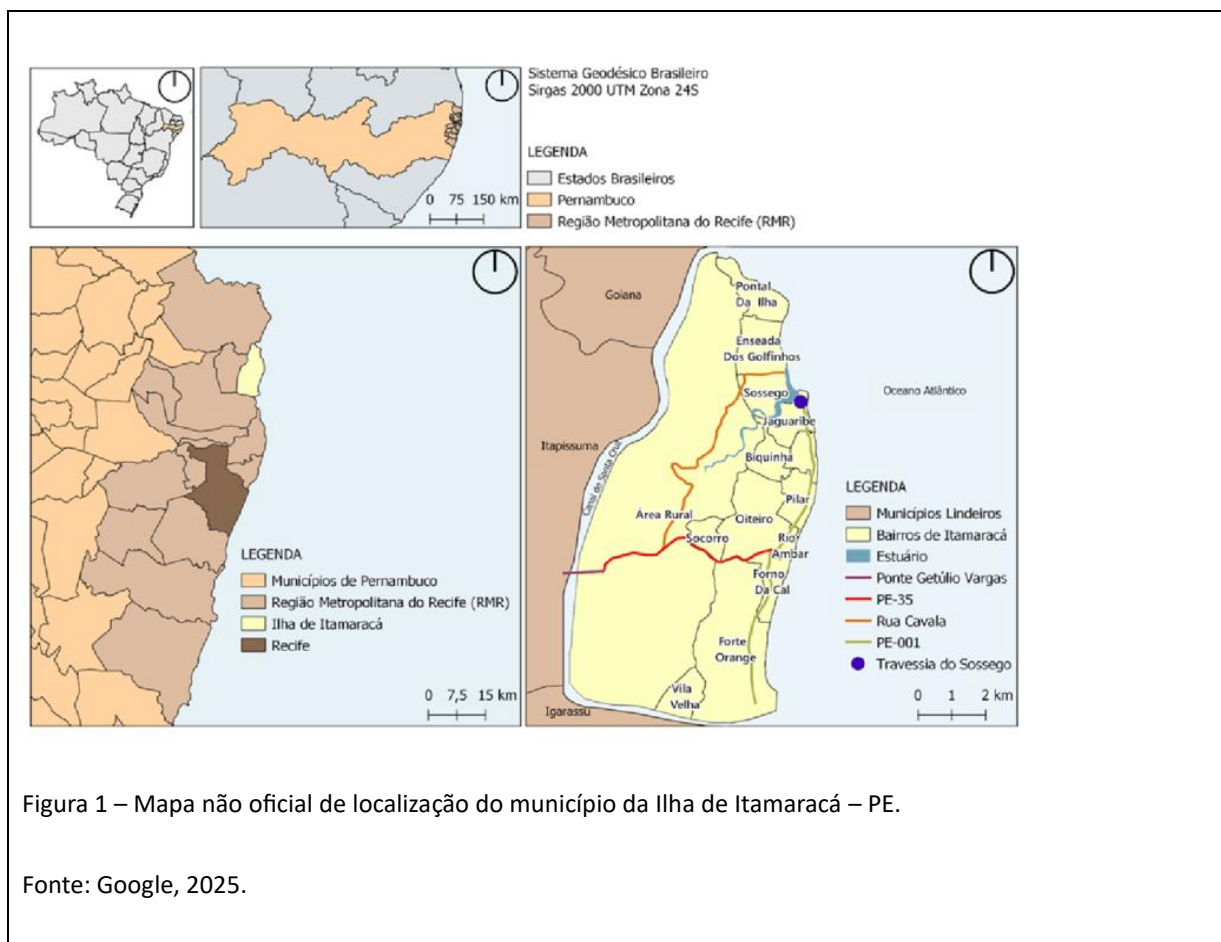 Sistema Geodésico Brasileiro
Sirgas 2000 UTM Zona 24S
LEGENDA
Estados Brasileiros
Pernambuco
Região Metropolitana do Recife (RMR)
0 75 150 km
LEGENDA
Municípios de Pernambuco
Região Metropolitana do Recife (RMR)
Ilha de Itamaracá
Recife
0 7,5 15 km
Goiana
Pontal
Da Ilha
Enseada
Dos Golfinhos
Sossego
Oceano Atlântico
Jaguaribe
Itapissuma
Canal de Santa Cruz
Biquinha
Pilar
Área Rural
Oiteiro
Socorro
Rio
Ambar
Forno
Da Cal
Forte
Orange
Vila
Velha
Igarassu
LEGENDA
Municípios Lindeiros
Bairros de Itamaracá
Estuário
Ponte Getúlio Vargas
PE-35
Rua Cavala
PE-001
Travessia do Sossego
0 1 2 km
Figura 1 – Mapa não oficial de localização do município da Ilha de Itamaracá – PE.
Fonte: Google, 2025.